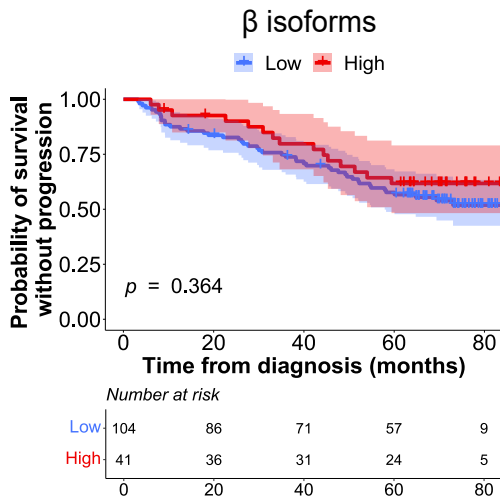 β isoforms
Low High
Probability of survival
without progression
1.00
0.75
0.50
0.25
0.00
p = 0.364
0 20 40 60 80
Time from diagnosis (months)
Number at risk
Low 104 86 71 57 9
High 41 36 31 24 5
0 20 40 60 80